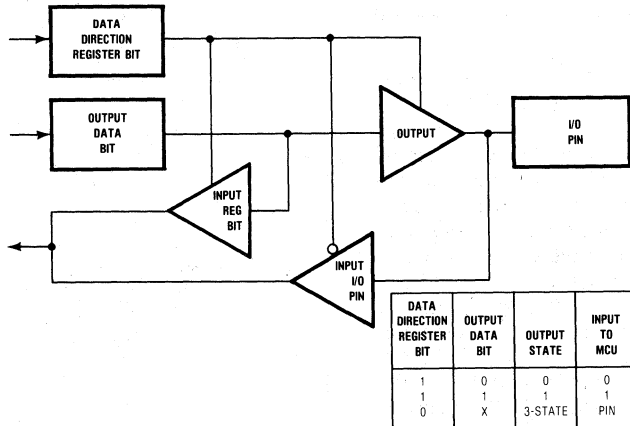 DATA
DIRECTION
REGISTER BIT
OUTPUT
DATA
BIT
OUTPUT
I/O
PIN
INPUT
REG
BIT
INPUT
I/O
PIN
DATA
DIRECTION
REGISTER
BIT
OUTPUT
DATA
BIT
OUTPUT
STATE
INPUT
TO
MCU
1 0 0 0
1 1 1 1
0 X 3-STATE PIN